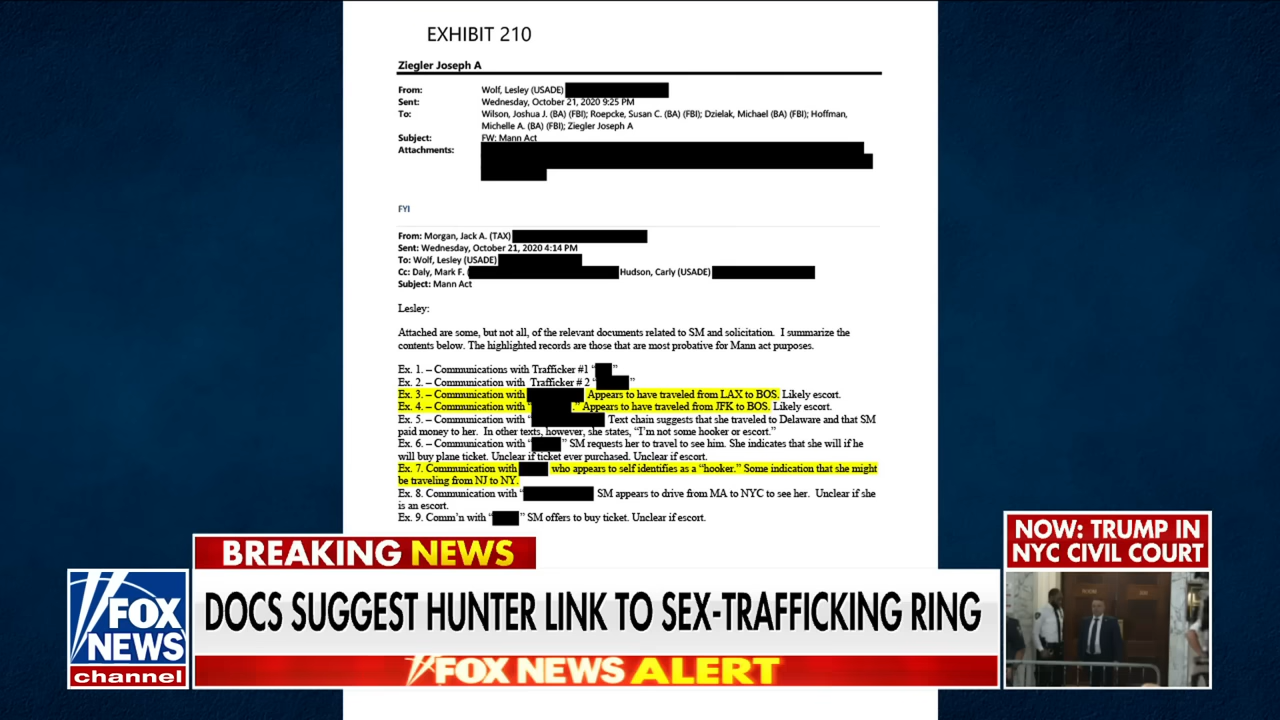 EXHIBIT 210
Ziegler Joseph A
From: Wolf, Lesley (USADE)
Sent: Wednesday, October 21, 2020 9:25 PM
To: Wilson, Joshua J. (BA) (FBI); Roepcke, Susan C. (BA) (FBI); Dzielak, Michael (BA) (FBI); Hoffman,
Michelle A. (BA) (FBI); Ziegler Joseph A
Subject: FW: Mann Act
Attachments:
FYI
From: Morgan, Jack A. (TAX)
Sent: Wednesday, October 21, 2020 4:14 PM
To: Wolf, Lesley (USADE)
Cc: Daly, Mark F. ( Hudson, Carly (USADE)
Subject: Mann Act
Lesley:
Attached are some, but not all, of the relevant documents related to SM and solicitation. I summarize the
contents below. The highlighted records are those that are most probative for Mann act purposes.
Ex. 1. – Communications with Trafficker #1 “ ”
Ex. 2. – Communication with Trafficker # 2 “ ”
Ex. 3. – Communication with Appears to have traveled from LAX to BOS. Likely escort.
Ex. 4. – Communication with “ .” Appears to have traveled from JFK to BOS. Likely escort.
Ex. 5. – Communication with “ Text chain suggests that she traveled to Delaware and that SM
paid money to her. In other texts, however, she states, “I’m not some hooker or escort.”
Ex. 6. – Communication with “ ” SM requests her to travel to see him. She indicates that she will if he
will buy plane ticket. Unclear if ticket ever purchased. Unclear if escort.
Ex. 7. Communication with who appears to self identifies as a “hooker.” Some indication that she might
be traveling from NJ to NY.
Ex. 8. Communication with “ SM appears to drive from MA to NYC to see her. Unclear if she
is an escort.
Ex. 9. Comm’n with “ ” SM offers to buy ticket. Unclear if escort.
BREAKING NEWS
DOCS SUGGEST HUNTER LINK TO SEX-TRAFFICKING RING
FOX NEWS ALERT
FOX
NEWS
channel
NOW: TRUMP IN
NYC CIVIL COURT